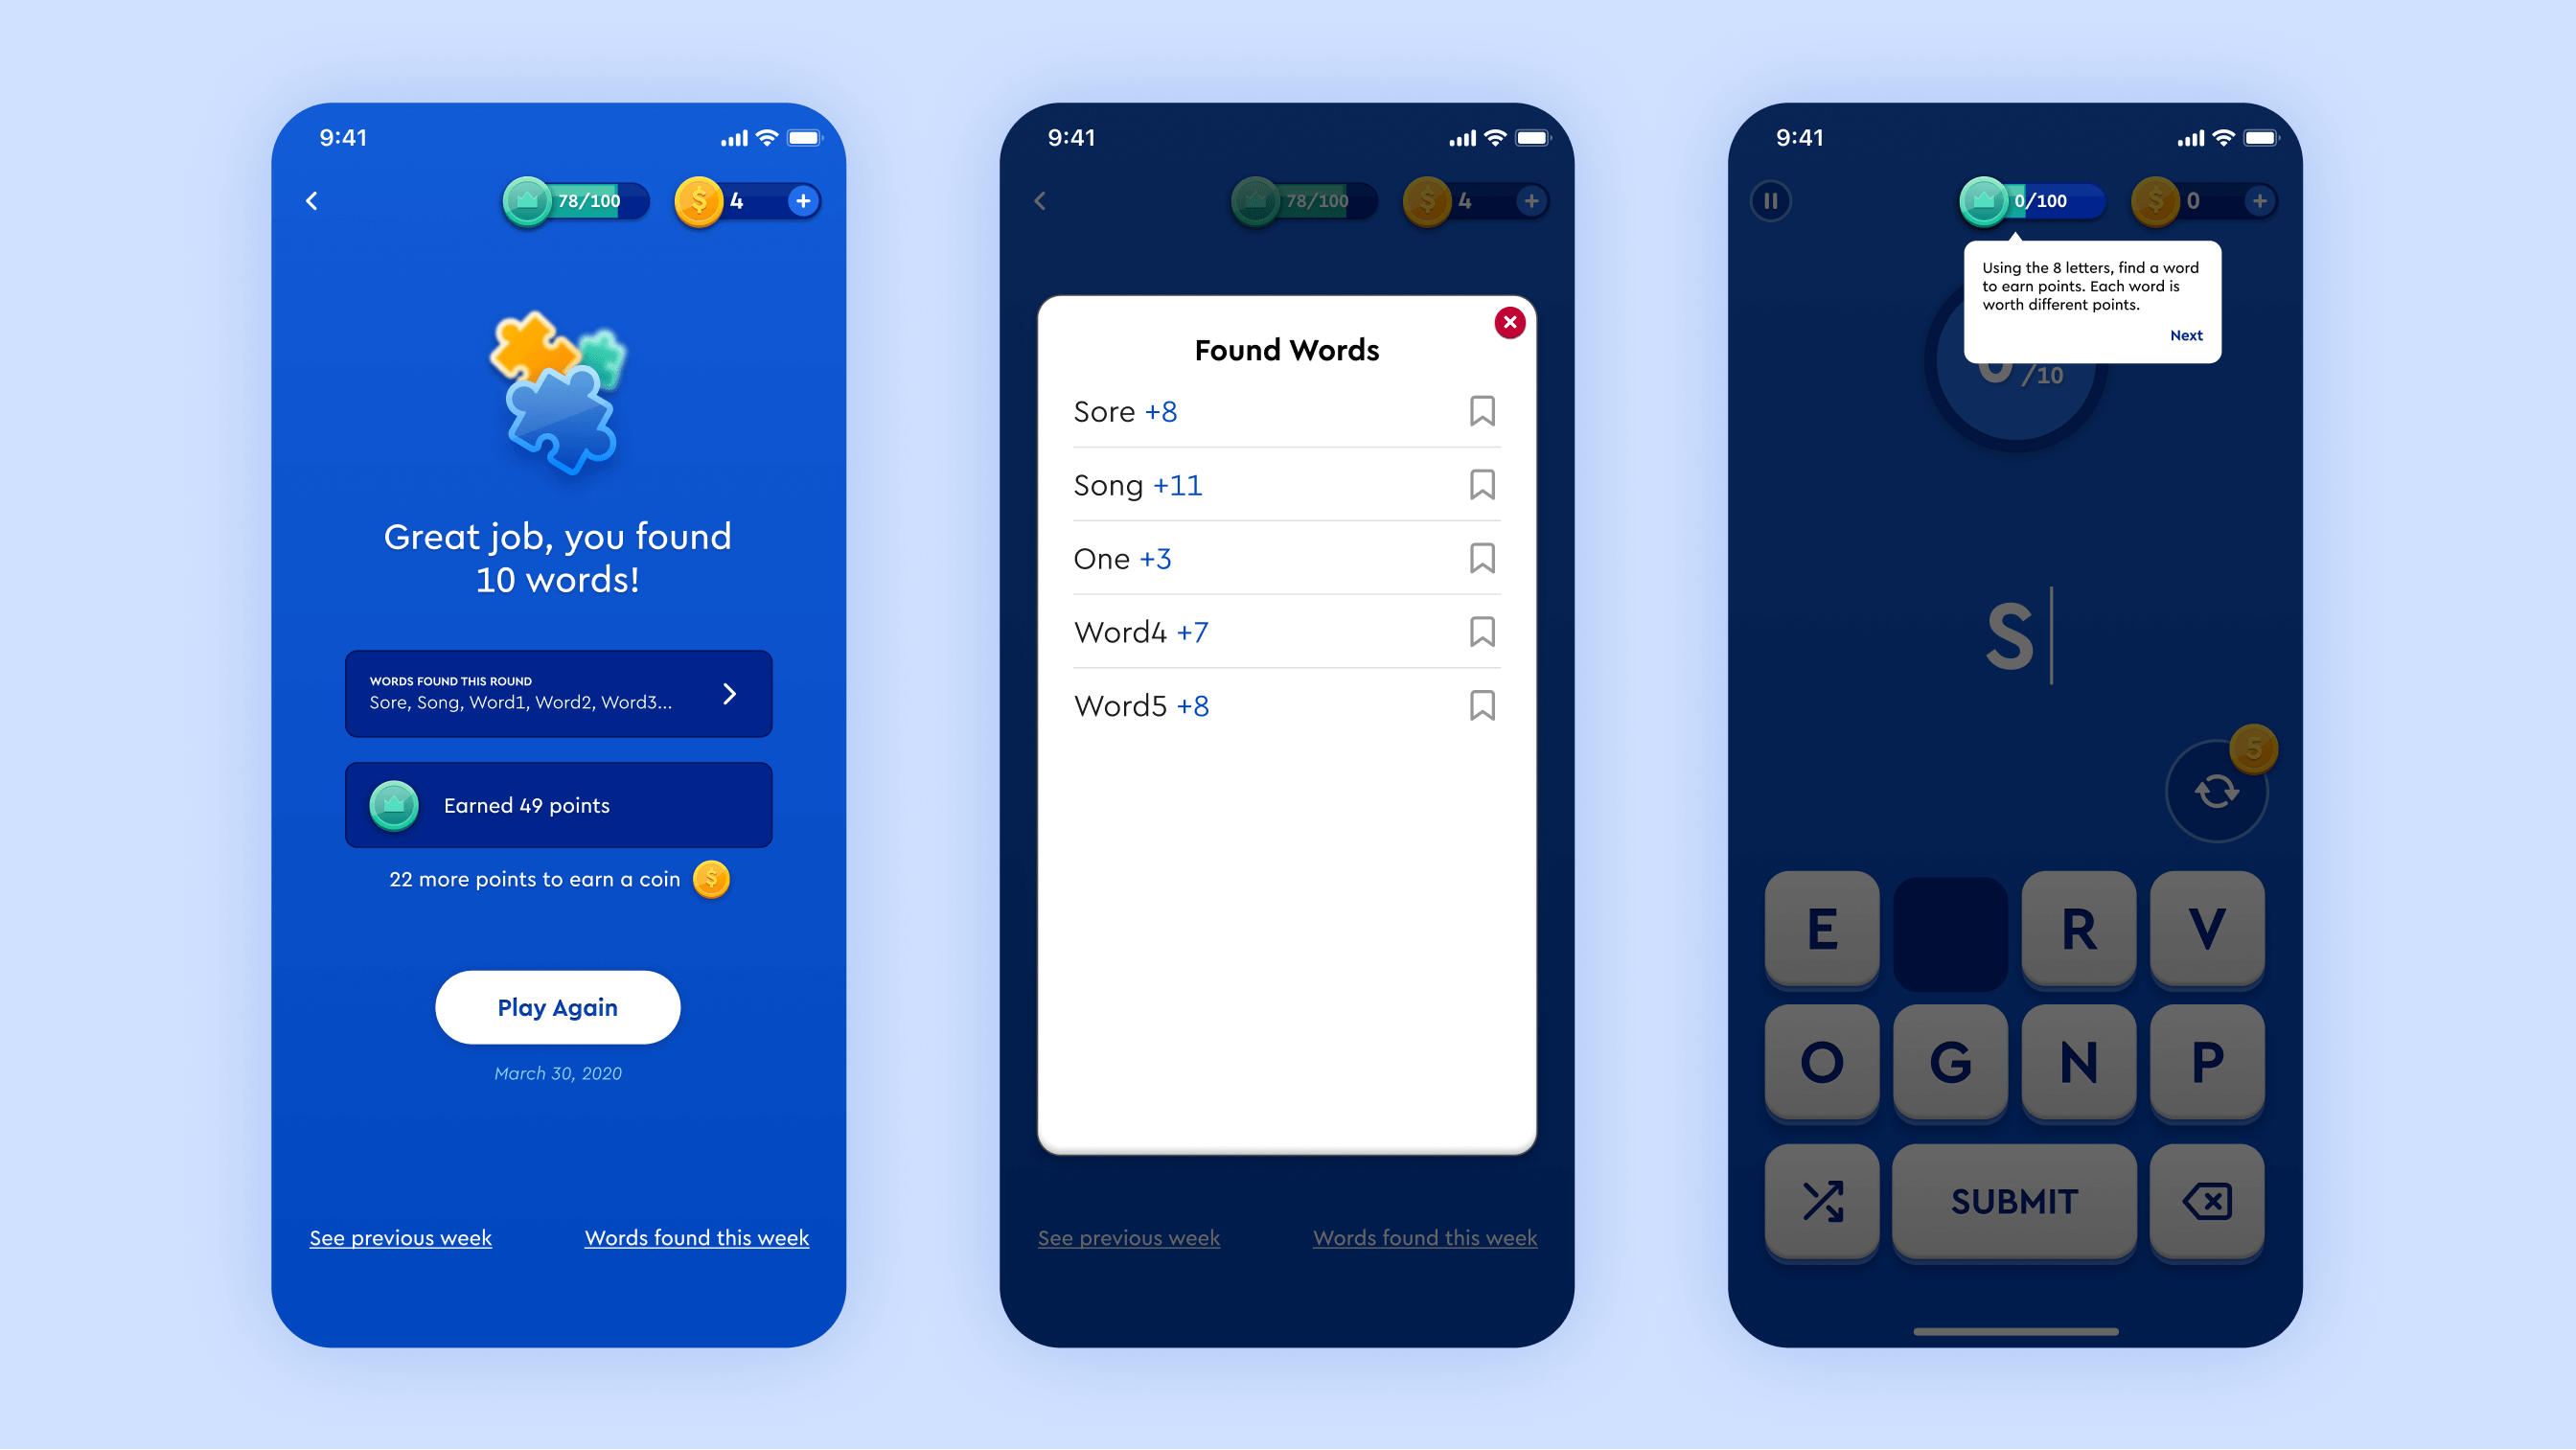 9:41
78/100
$ 4 +
Great job, you found
10 words!
WORDS FOUND THIS ROUND
Sore, Song, Word1, Word2, Word3...
Earned 49 points
22 more points to earn a coin $
Play Again
March 30, 2020
See previous week
Words found this week
9:41
78/100
$ 4 +
Found Words
Sore +8
Song +11
One +3
Word4 +7
Word5 +8
See previous week
Words found this week
9:41
0/100
$ 0 +
Using the 8 letters, find a word
to earn points. Each word is
worth different points.
Next
0/10
S
5
E R V
O G N P
SUBMIT